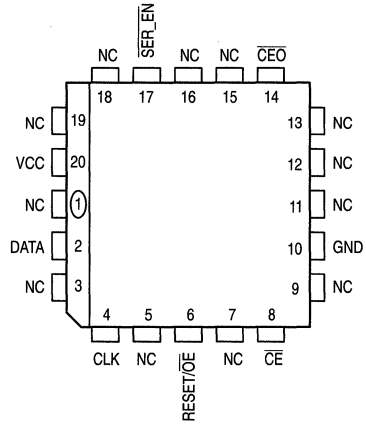 SER_EN
NC NC NC CEO
18 17 16 15 14
NC 19 13 NC
VCC 20 12 NC
NC 1 11 NC
DATA 2 10 GND
NC 3 9 NC
4 5 6 7 8
CLK NC RESET/OE NC CE